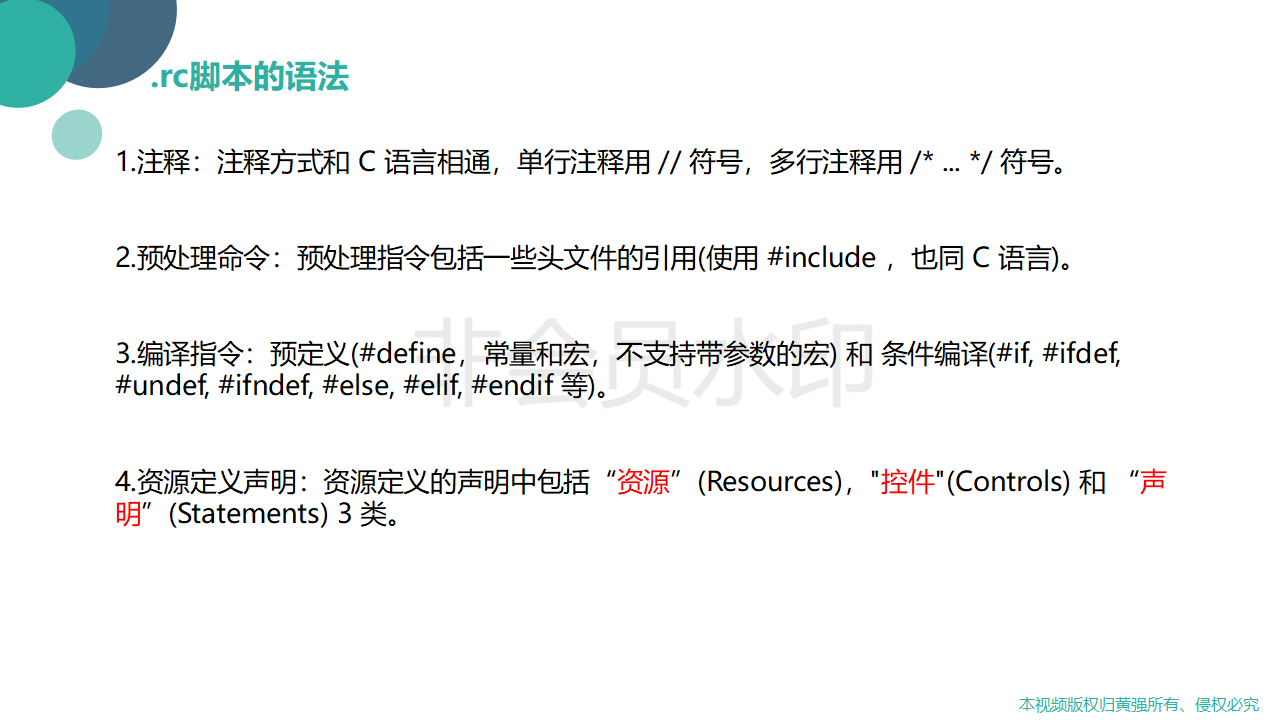 .rc脚本的语法
1.注释：注释方式和 C 语言相通，单行注释用 // 符号，多行注释用 /* ... */ 符号。
2.预处理命令：预处理指令包括一些头文件的引用(使用 #include ，也同 C 语言)。
非会员水印
3.编译指令：预定义(#define，常量和宏，不支持带参数的宏) 和 条件编译(#if, #ifdef,
#undef, #ifndef, #else, #elif, #endif 等)。
4.资源定义声明：资源定义的声明中包括“资源”(Resources)，"控件"(Controls) 和 “声
明”(Statements) 3 类。
本视频版权归黄强所有、侵权必究